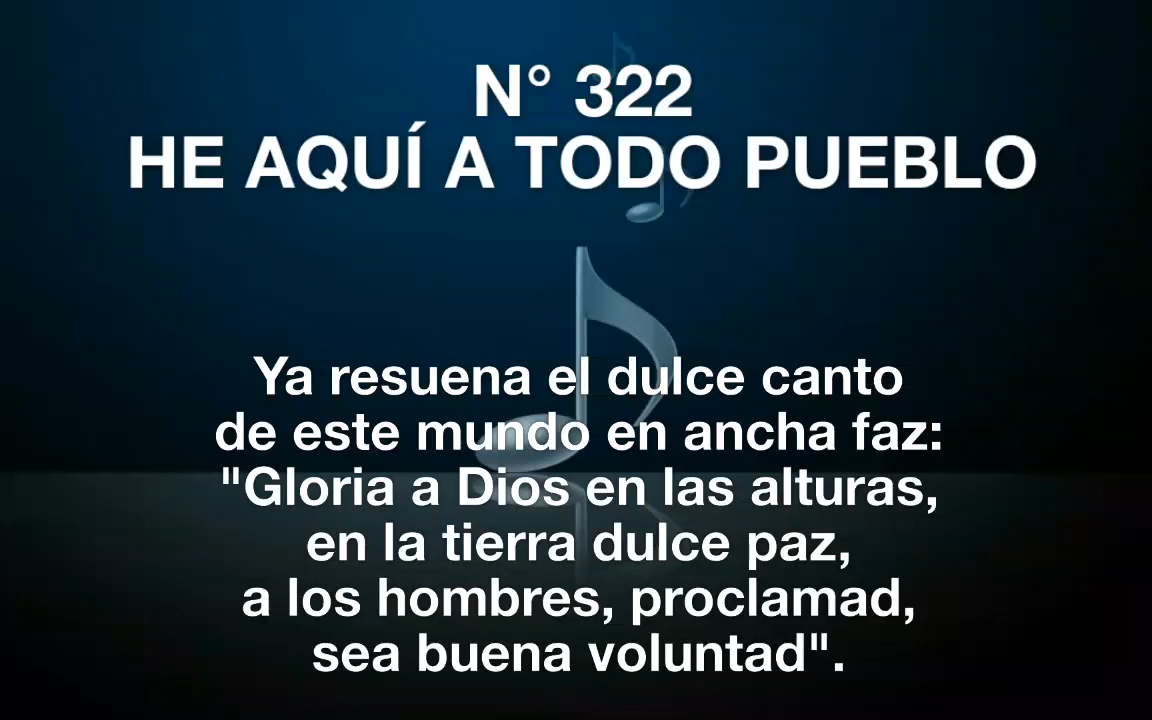 N° 322
HE AQUÍ A TODO PUEBLO
Ya resuena el dulce canto
de este mundo en ancha faz:
"Gloria a Dios en las alturas,
en la tierra dulce paz,
a los hombres, proclamad,
sea buena voluntad".